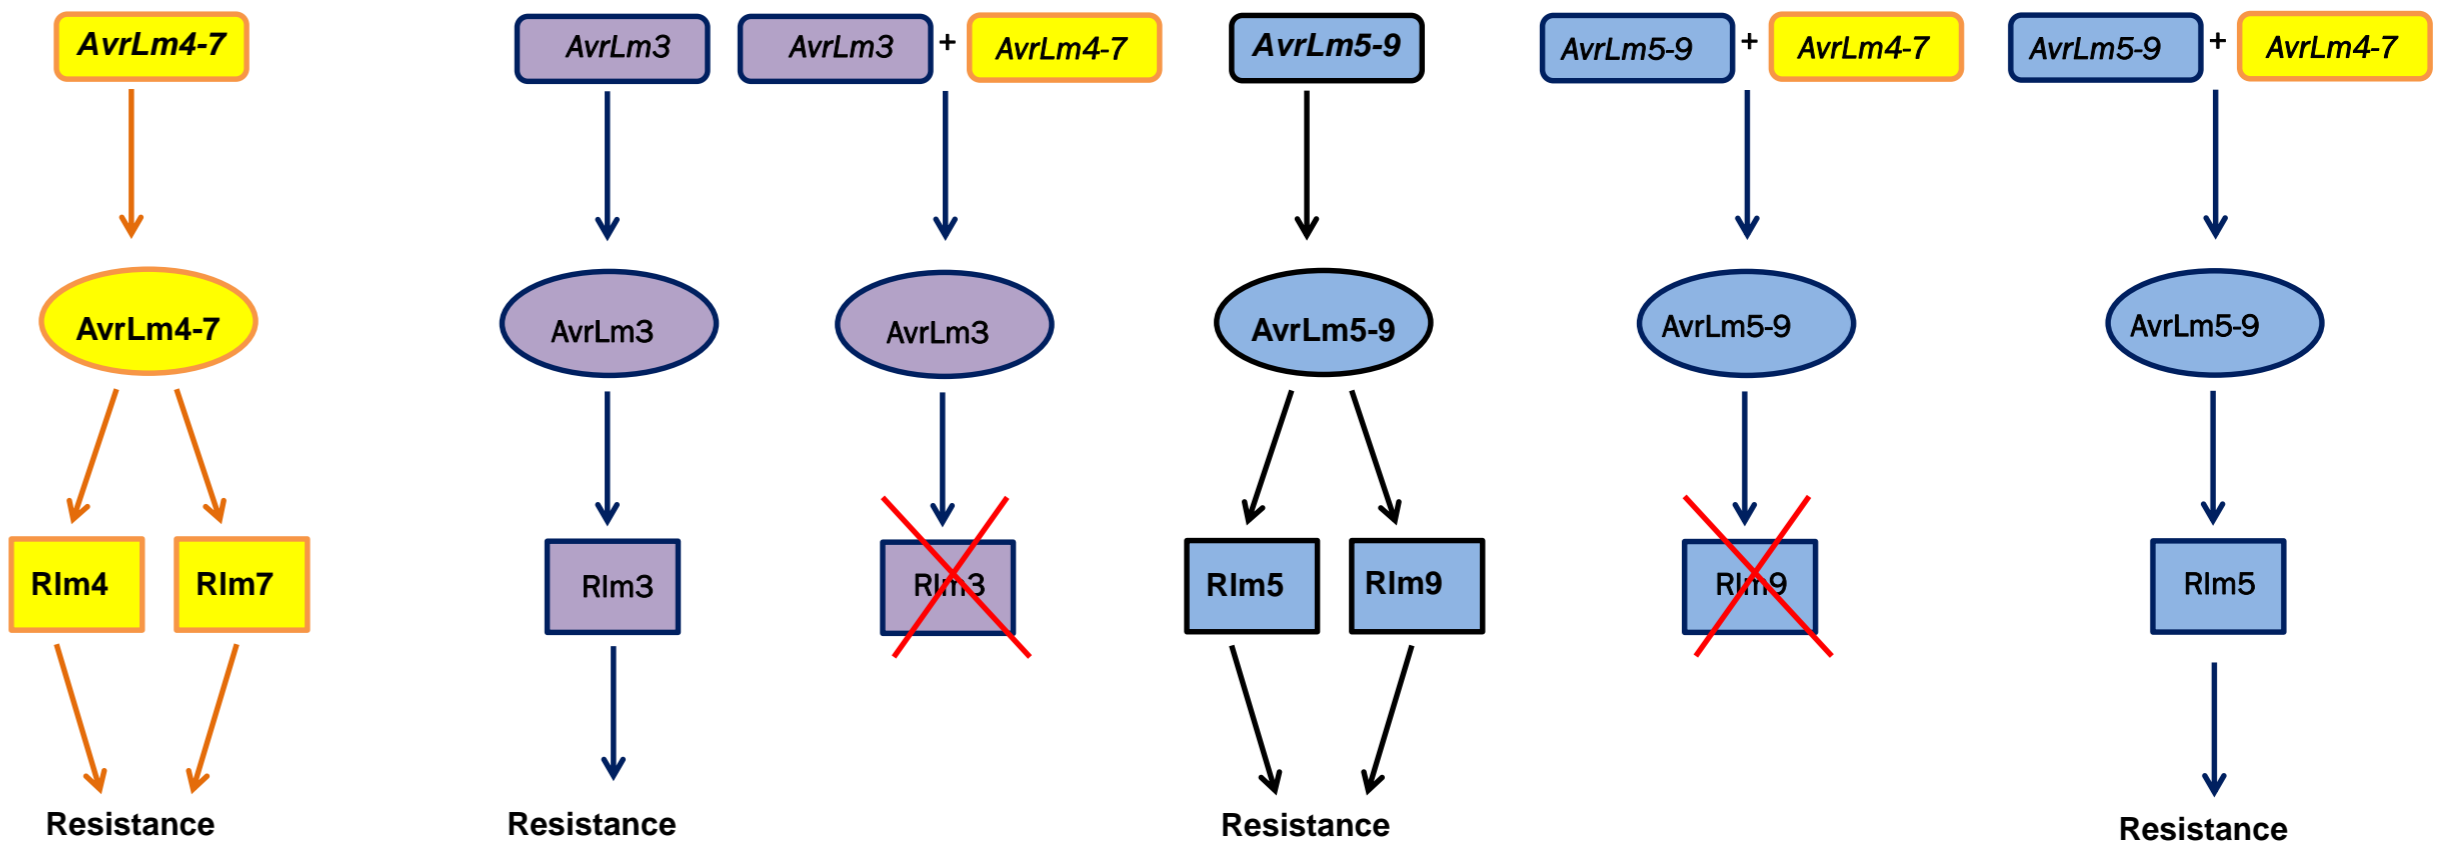 AvrLm4-7
AvrLm3
AvrLm3 + AvrLm4-7
AvrLm5-9
AvrLm5-9 + AvrLm4-7
AvrLm5-9 + AvrLm4-7
AvrLm4-7
AvrLm3
AvrLm3
AvrLm5-9
AvrLm5-9
AvrLm5-9
Rlm4
Rlm7
Rlm3
Rlm3
Rlm5
Rlm9
Rlm9
Rlm5
Resistance
Resistance
Resistance
Resistance